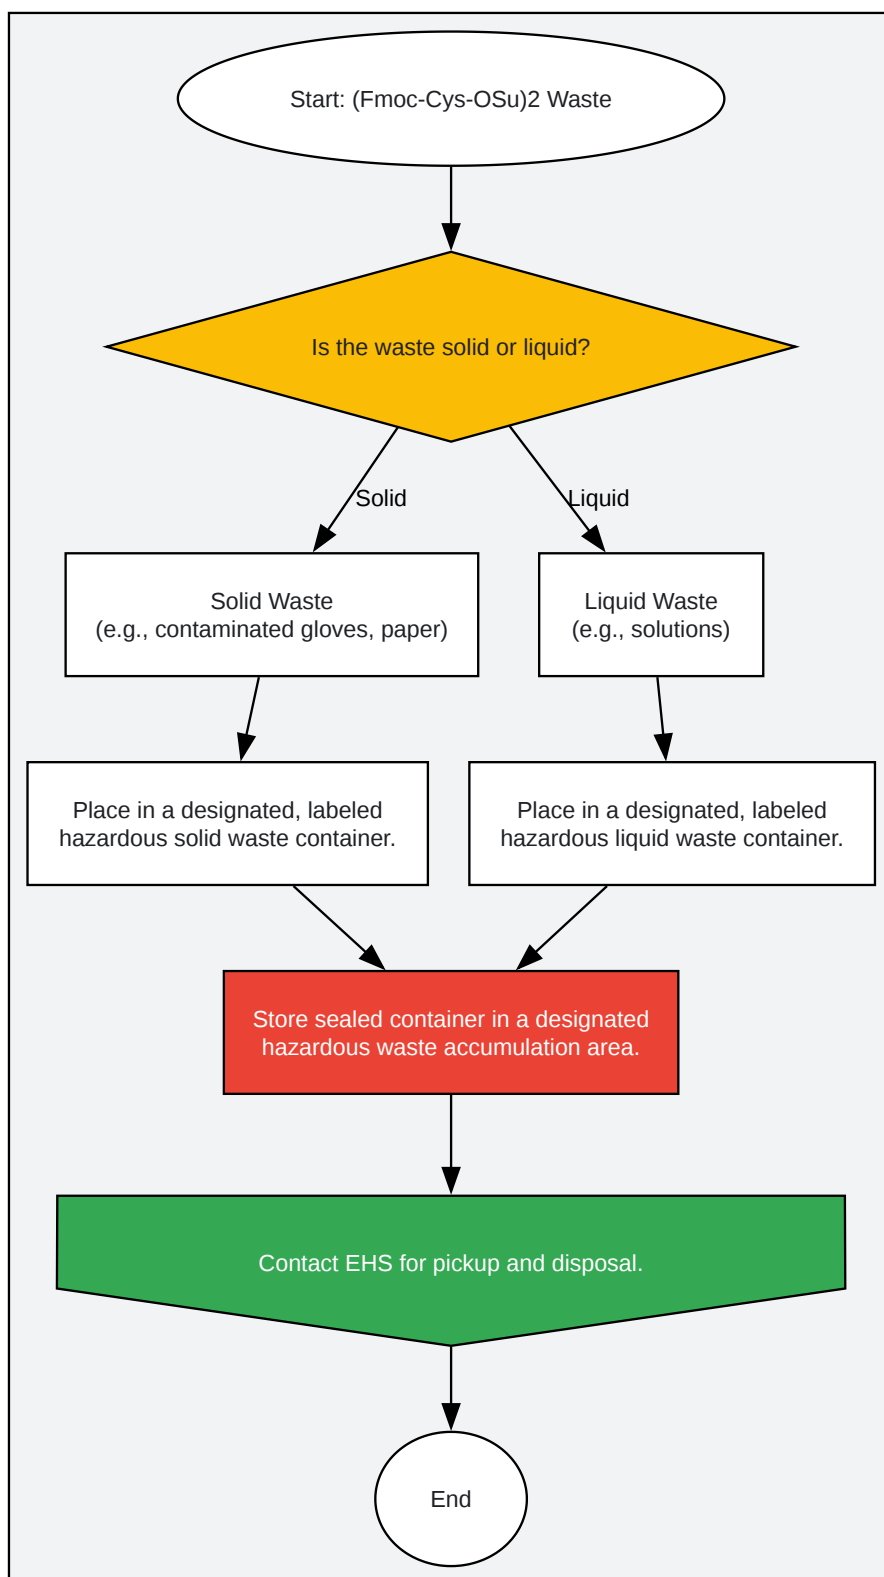 Start: (Fmoc-Cys-OSu)2 Waste
Is the waste solid or liquid?
Solid
Liquid
Solid Waste
(e.g., contaminated gloves, paper)
Liquid Waste
(e.g., solutions)
Place in a designated, labeled
hazardous solid waste container.
Place in a designated, labeled
hazardous liquid waste container.
Store sealed container in a designated
hazardous waste accumulation area.
Contact EHS for pickup and disposal.
End